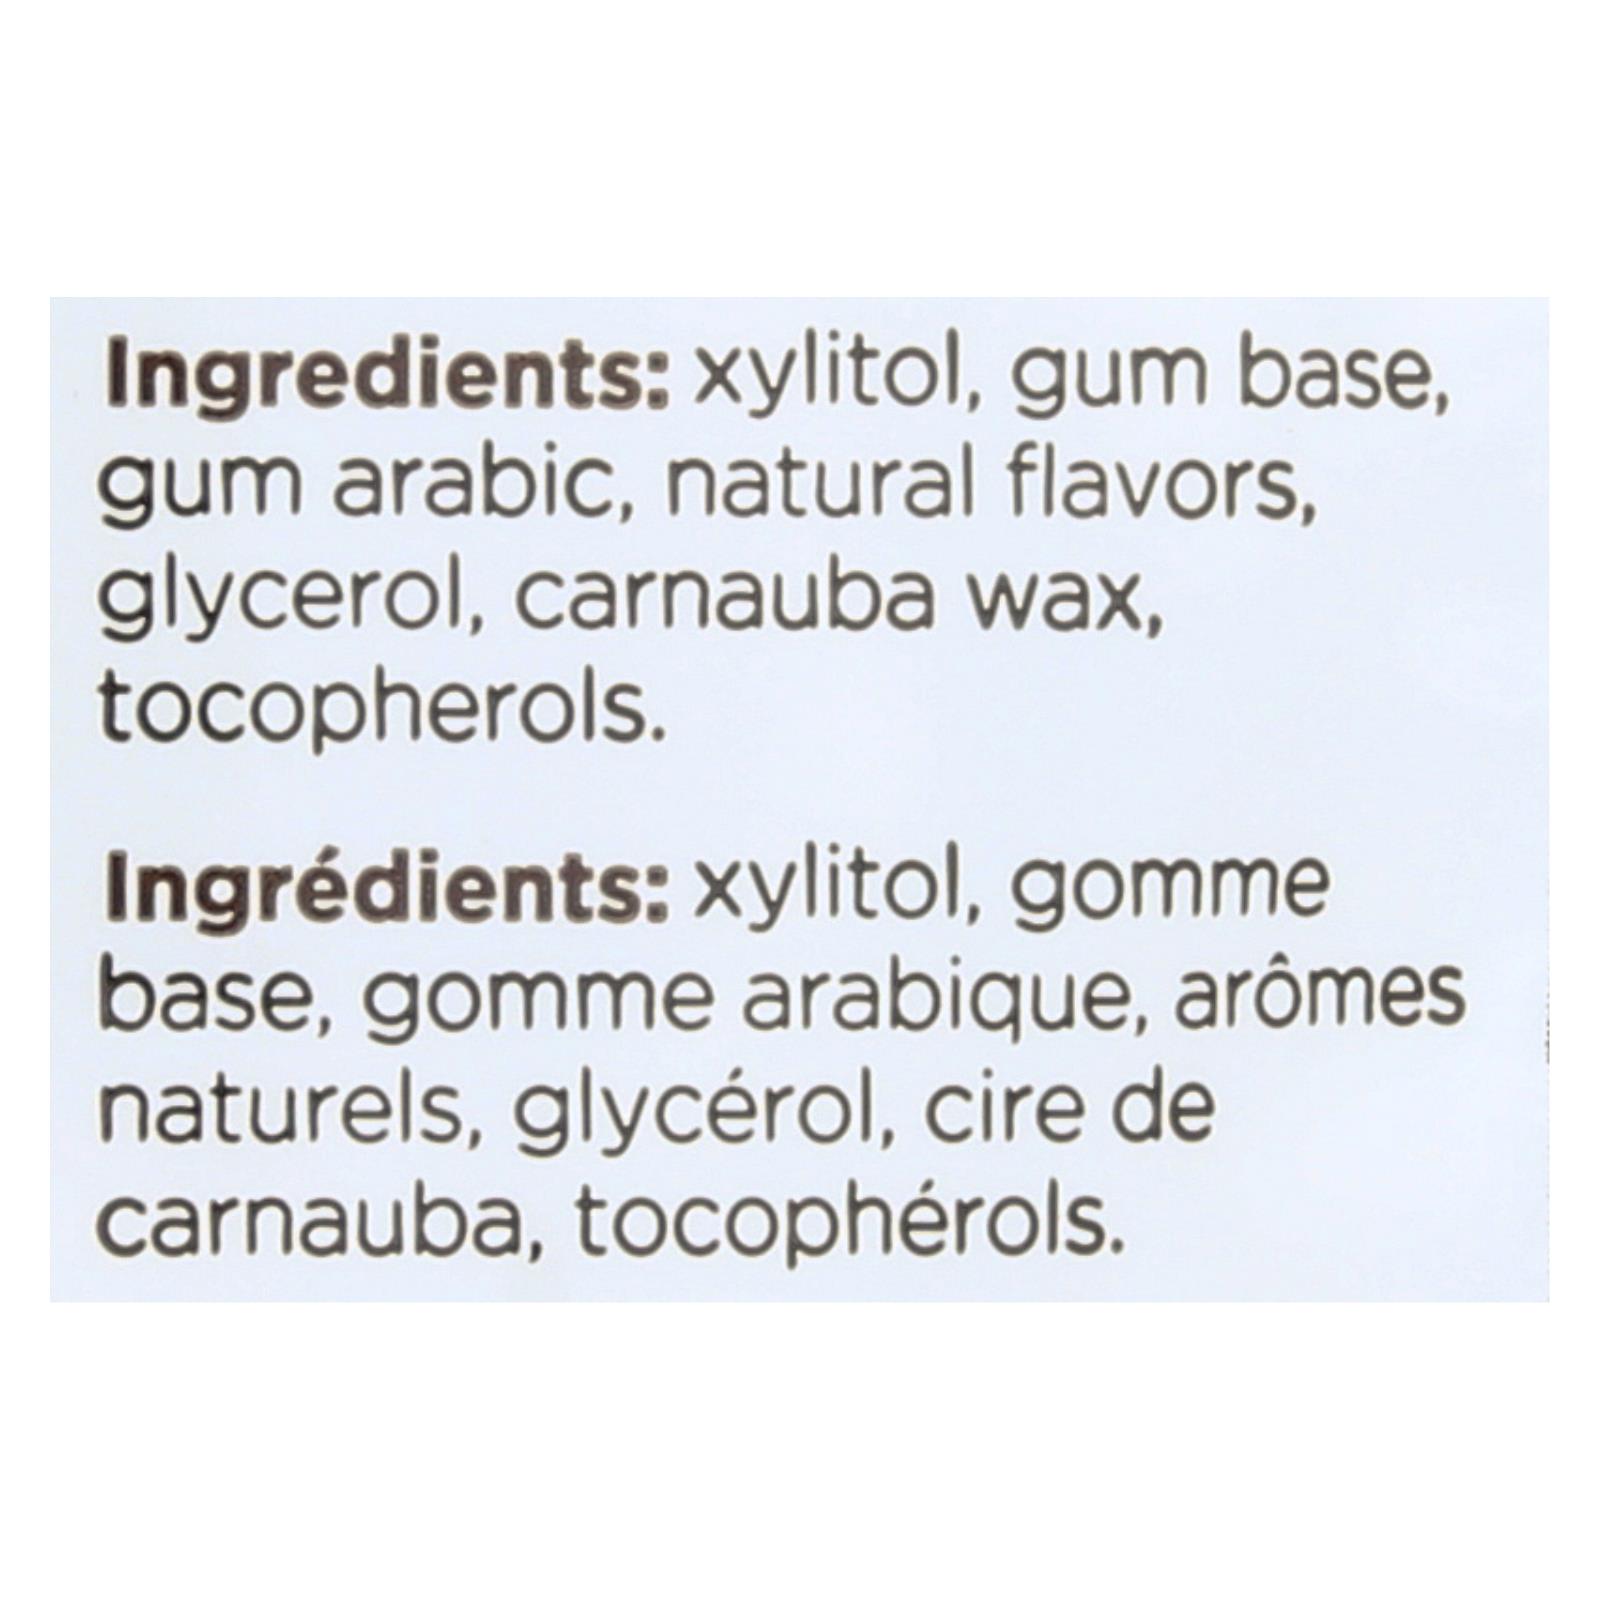 Ingredients: xylitol, gum base,
gum arabic, natural flavors,
glycerol, carnauba wax,
tocopherols.
Ingrédients: xylitol, gomme
base, gomme arabique, arômes
naturels, glycérol, cire de
carnauba, tocophérols.